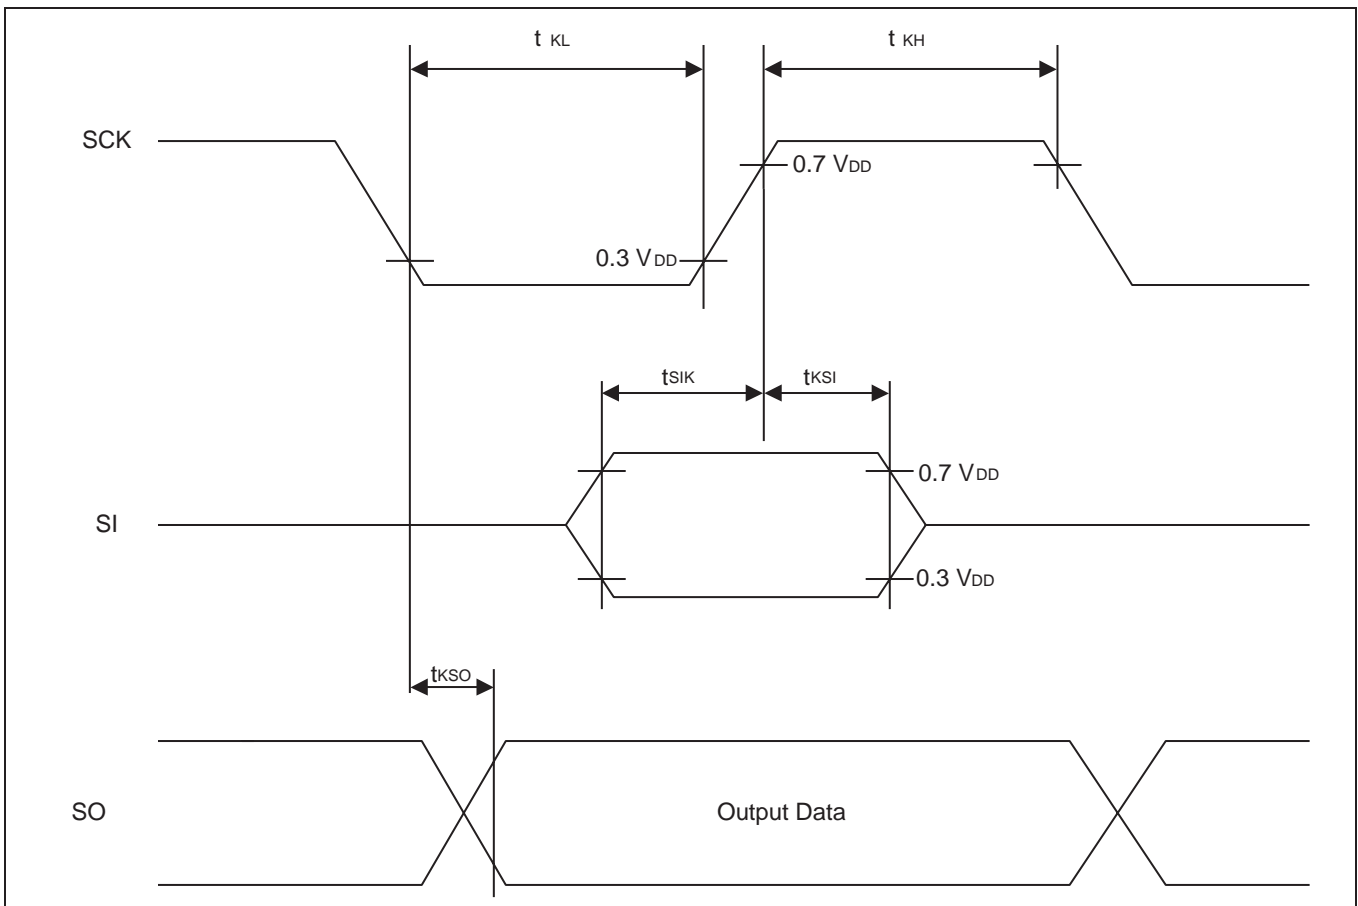 t KL
t KH
SCK
0.7 VDD
0.3 VDD
tSIK
tKSI
0.7 VDD
SI
0.3 VDD
tKSO
SO
Output Data